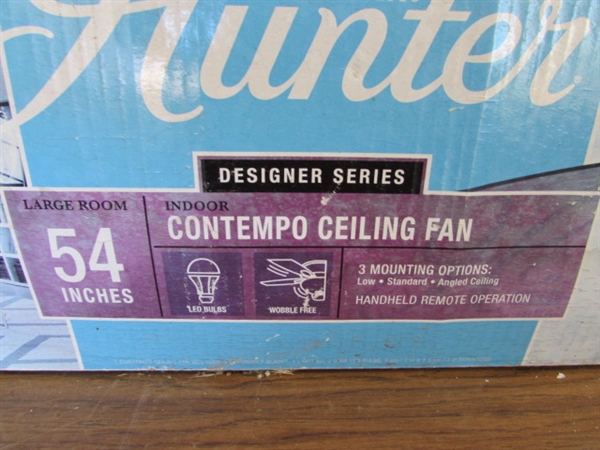 Hunter
DESIGNER SERIES
LARGE ROOM
54
INCHES
INDOOR
CONTEMPO CEILING FAN
LED BULBS
WOBBLE FREE
3 MOUNTING OPTIONS:
Low • Standard • Angled Ceiling
HANDHELD REMOTE OPERATION